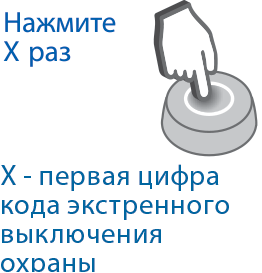 Нажмите
X раз
X - первая цифра
кода экстренного
выключения
охраны